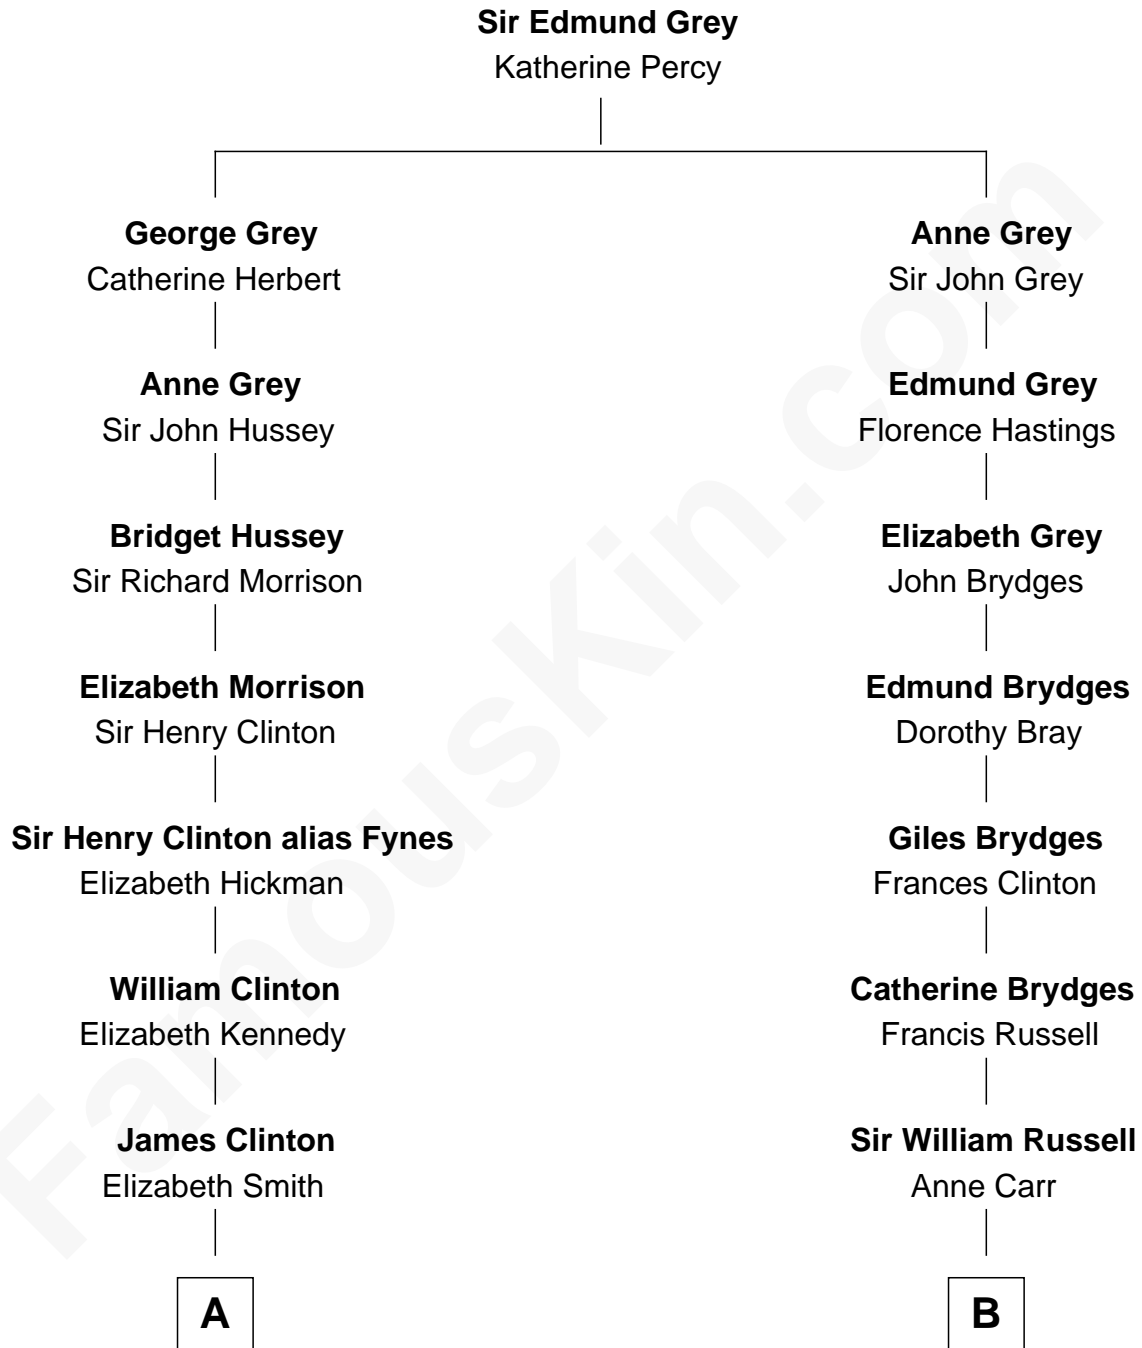 Sir Edmund Grey
Katherine Percy
George Grey
Catherine Herbert
Anne Grey
Sir John Grey
Anne Grey
Sir John Hussey
Edmund Grey
Florence Hastings
Bridget Hussey
Sir Richard Morrison
Elizabeth Grey
John Brydges
Elizabeth Morrison
Sir Henry Clinton
Edmund Brydges
Dorothy Bray
Sir Henry Clinton alias Fynes
Elizabeth Hickman
Giles Brydges
Frances Clinton
William Clinton
Elizabeth Kennedy
Catherine Brydges
Francis Russell
James Clinton
Elizabeth Smith
Sir William Russell
Anne Carr
A
B
FamousKin.com